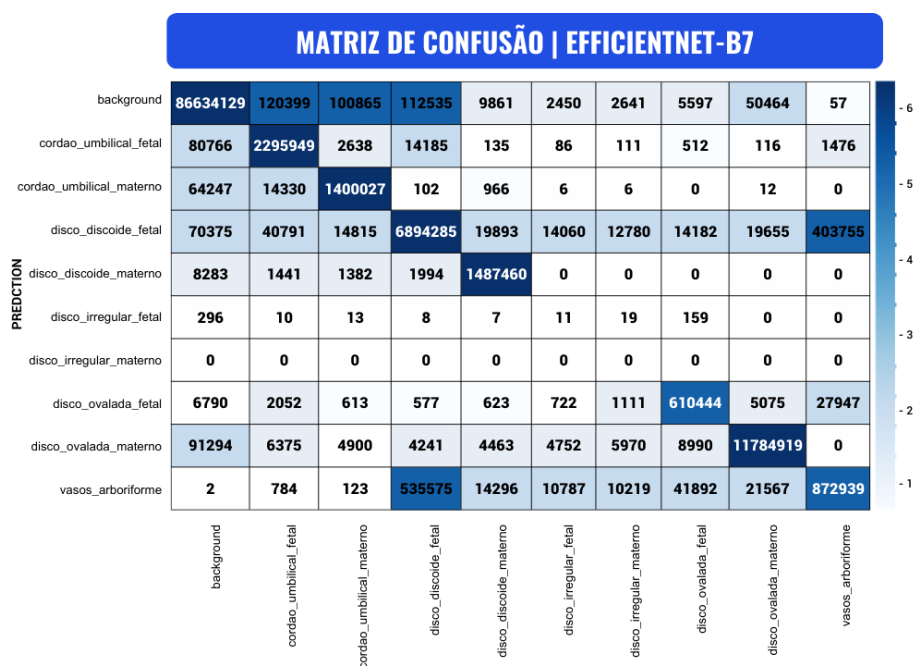 MATRIZ DE CONFUSÃO | EFFICIENTNET-B7
background 86634129 120399 100865 112535 9861 2450 2641 5597 50464 57
cordao_umbilical_fetal 80766 2295949 2638 14185 135 86 111 512 116 1476
cordao_umbilical_materno 64247 14330 1400027 102 966 6 6 0 12 0
disco_discoide_fetal 70375 40791 14815 6894285 19893 14060 12780 14182 19655 403755
disco_discoide_materno 8283 1441 1382 1994 1487460 0 0 0 0 0
disco_irregular_fetal 296 10 13 8 7 11 19 159 0 0
disco_irregular_materno 0 0 0 0 0 0 0 0 0 0
disco_ovalada_fetal 6790 2052 613 577 623 722 1111 610444 5075 27947
disco_ovalada_materno 91294 6375 4900 4241 4463 4752 5970 8990 11784919 0
vasos_arboriforme 2 784 123 535575 14296 10787 10219 41892 21567 872939
PREDCTION
background
cordao_umbilical_fetal
cordao_umbilical_materno
disco_discoide_fetal
disco_discoide_materno
disco_irregular_fetal
disco_irregular_materno
disco_ovalada_fetal
disco_ovalada_materno
vasos_arboriforme
- 6
- 5
- 4
- 3
- 2
- 1